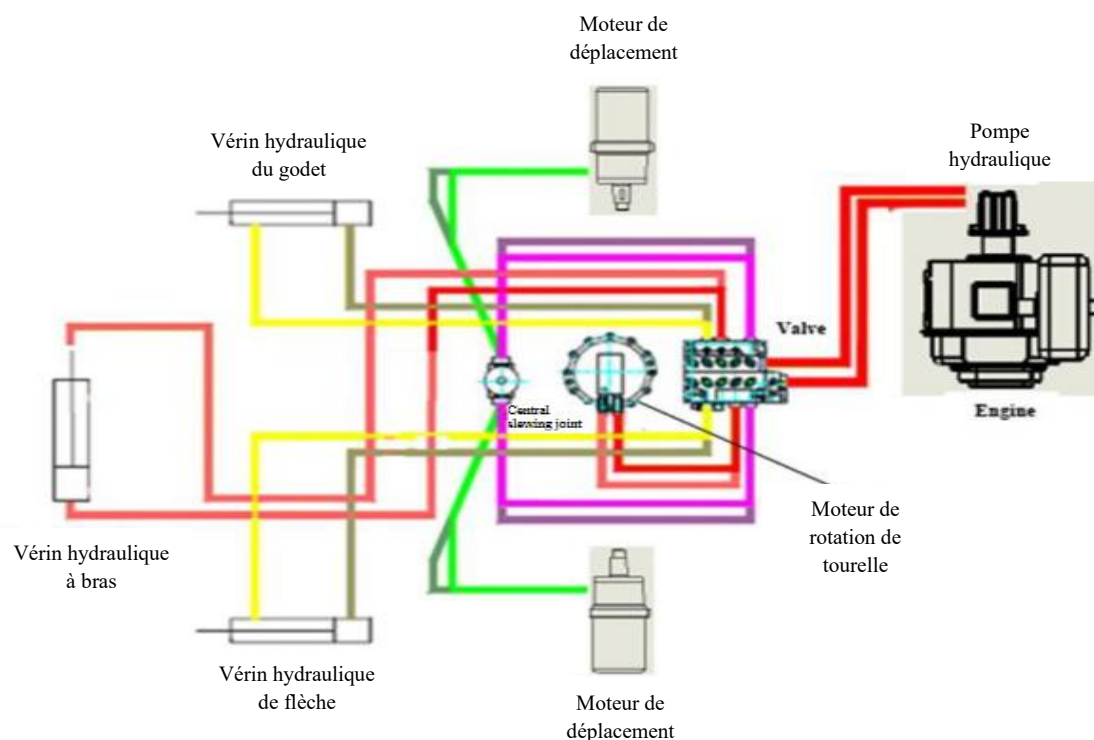 Moteur de
déplacement
Vérin hydraulique
du godet
Pompe
hydraulique
Valve
Engine
Central
slewing joint
Moteur de
rotation de
tourelle
Vérin hydraulique
à bras
Vérin hydraulique
de flèche
Moteur de
déplacement